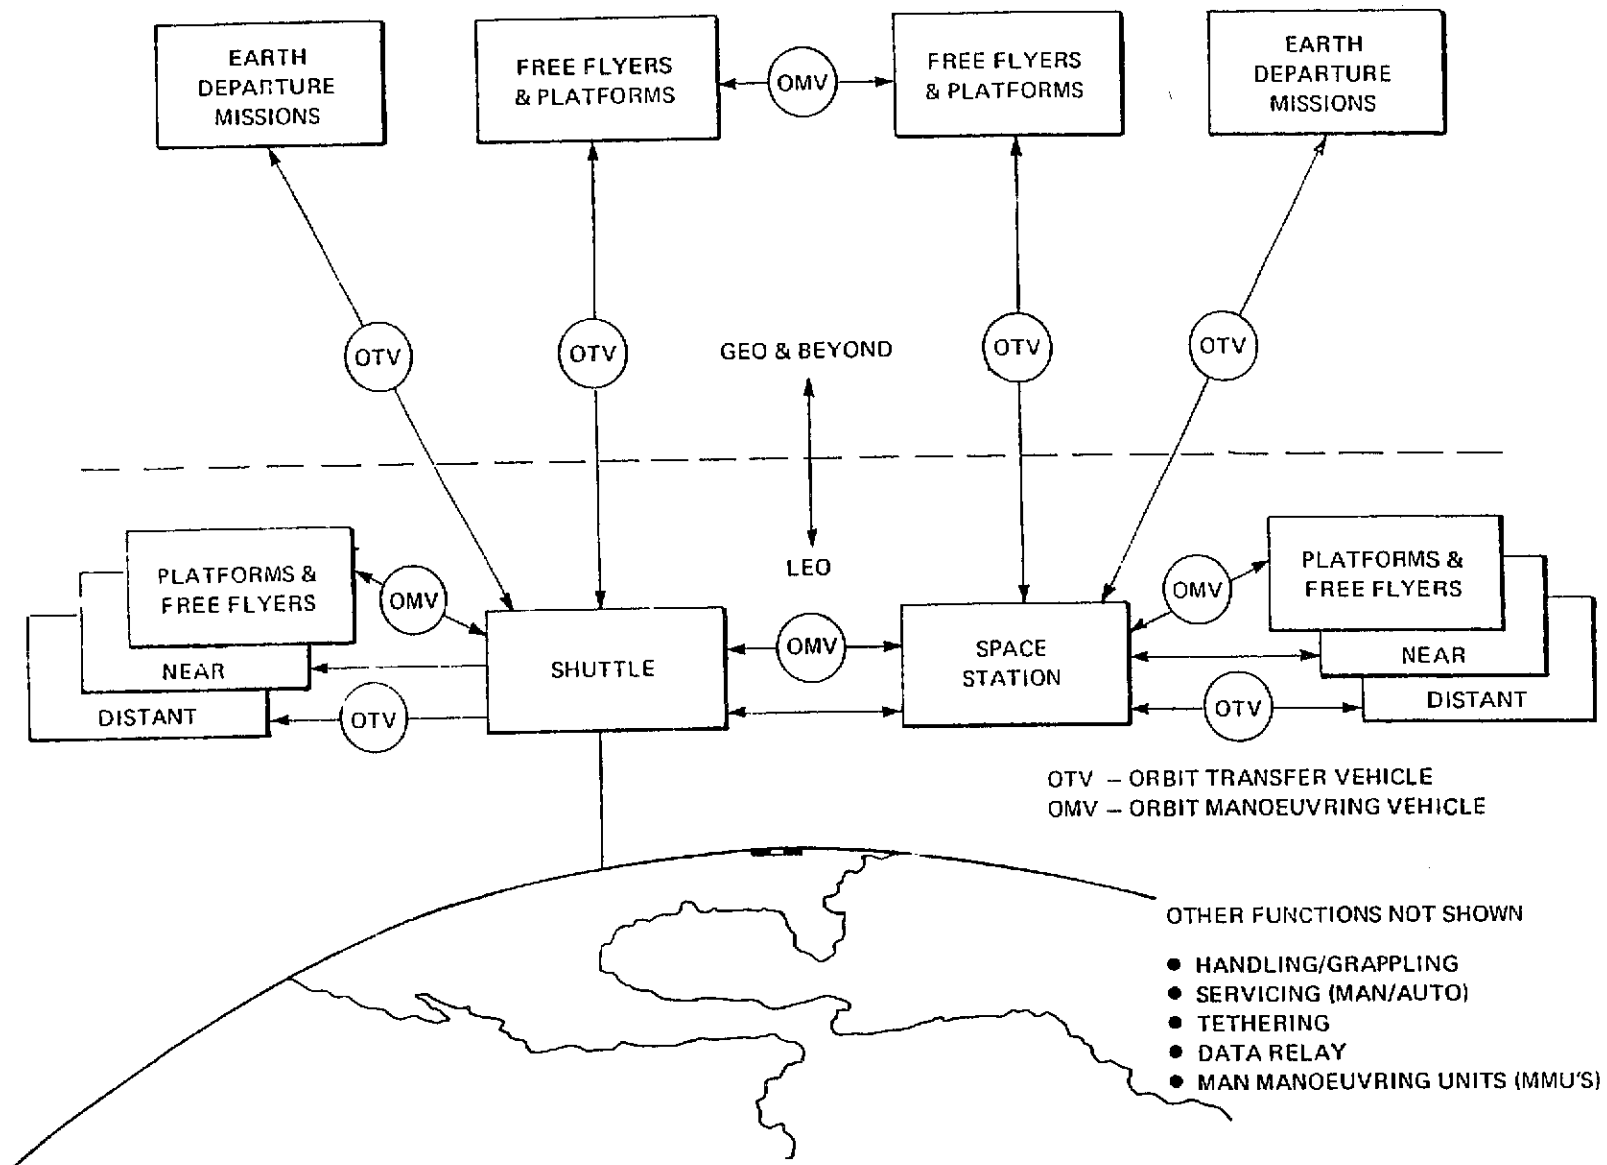 EARTH
DEPARTURE
MISSIONS
FREE FLYERS
& PLATFORMS
OMV
FREE FLYERS
& PLATFORMS
EARTH
DEPARTURE
MISSIONS
OTV
OTV
GEO & BEYOND
OTV
OTV
LEO
PLATFORMS &
FREE FLYERS
NEAR
DISTANT
OMV
OTV
SHUTTLE
OMV
SPACE
STATION
OMV
OTV
PLATFORMS &
FREE FLYERS
NEAR
DISTANT
OTV – ORBIT TRANSFER VEHICLE
OMV – ORBIT MANOEUVRING VEHICLE
OTHER FUNCTIONS NOT SHOWN
● HANDLING/GRAPPLING
● SERVICING (MAN/AUTO)
● TETHERING
● DATA RELAY
● MAN MANOEUVRING UNITS (MMU'S)